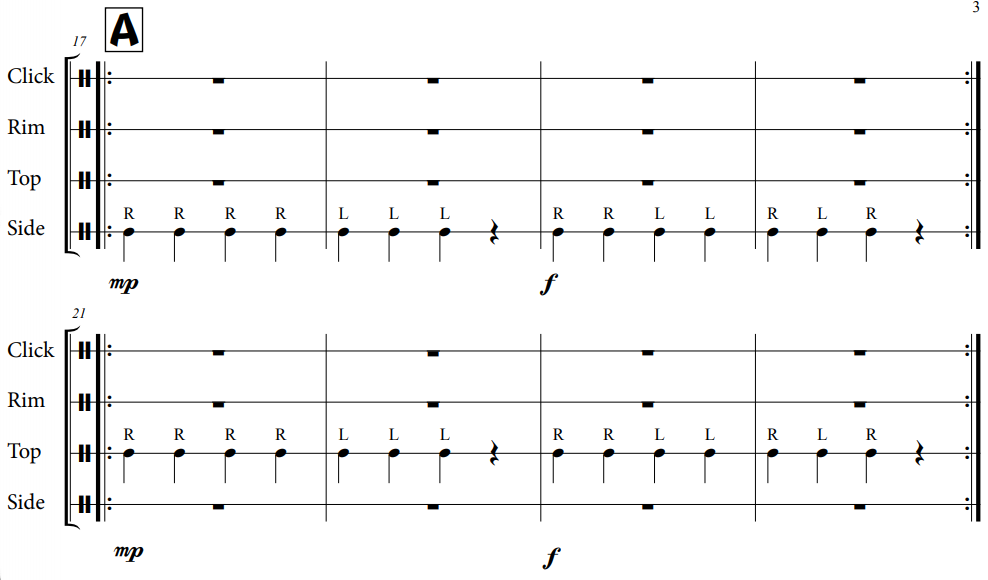 3
A
17
Click
Rim
Top
R R R R L L L R R L L R L R
Side
mp f
21
Click
Rim
R R R R L L L R R L L R L R
Top
Side
mp f